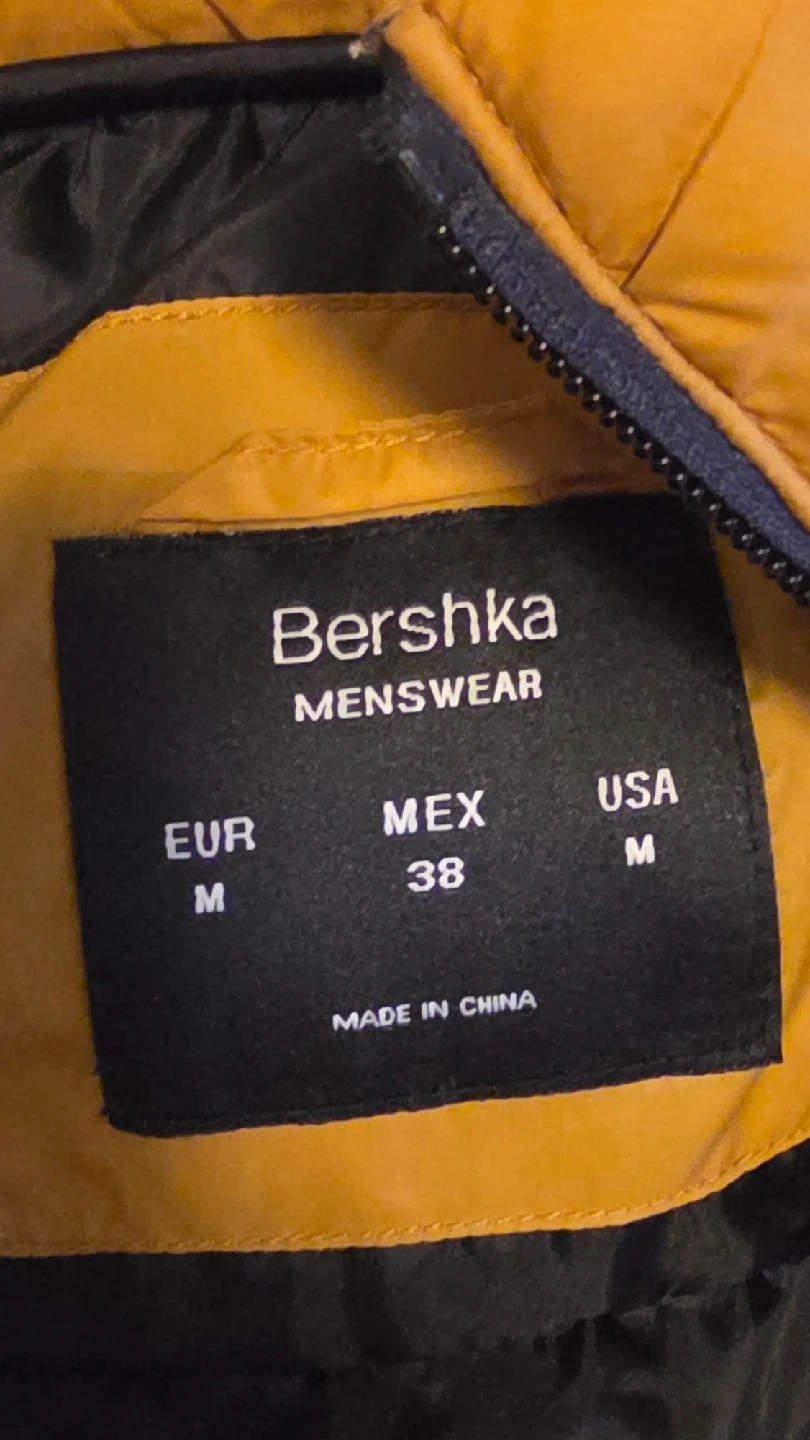 Bershka
MENSWEAR
EUR MEX USA
M 38 M
MADE IN CHINA